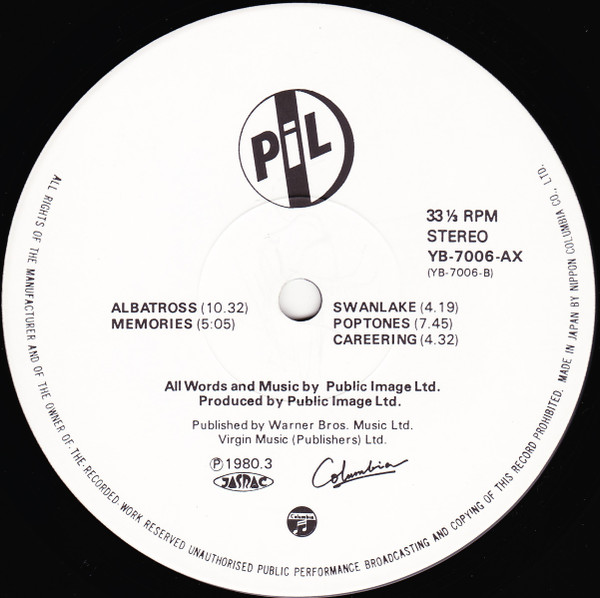 PiL
33 ⅓ RPM
STEREO
YB-7006-AX
(YB-7006-B)
ALBATROSS (10.32)
MEMORIES (5:05)
SWANLAKE (4.19)
POPTONES (7.45)
CAREERING (4.32)
All Words and Music by Public Image Ltd.
Produced by Public Image Ltd.
Published by Warner Bros. Music Ltd.
Virgin Music (Publishers) Ltd.
Ⓟ 1980.3
JASRAC
Columbia
Columbia
ALL RIGHTS OF THE MANUFACTURER AND OF THE OWNER OF THE RECORDED WORK RESERVED UNAUTHORISED PUBLIC PERFORMANCE BROADCASTING AND COPYING OF THIS RECORD PROHIBITED. MADE IN JAPAN BY NIPPON COLUMBIA CO., LTD.